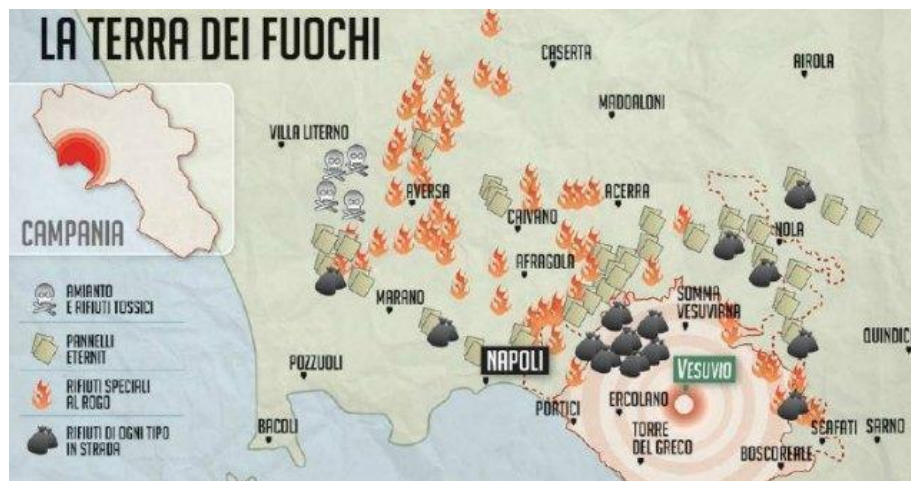 LA TERRA DEI FUOCHI
CASERTA
AIROLA
MADDALONI
VILLA LITERNO
AVERSA
ACERRA
CAIVANO
NOLA
CAMPANIA
AFRAGOLA
AMIANTO
E RIFIUTI TOSSICI
MARANO
SOMMA
VESUVIANA
PANNELLI
ETERNIT
QUINDIC
POZZUOLI
NAPOLI
VESUVIO
RIFIUTI SPECIALI
AL ROGO
ERCOLANO
PORTICI
BACOLI
RIFIUTI DI OGNI TIPO
IN STRADA
TORRE
DEL GRECO
SCAFATI
SARNO
BOSCOREALE